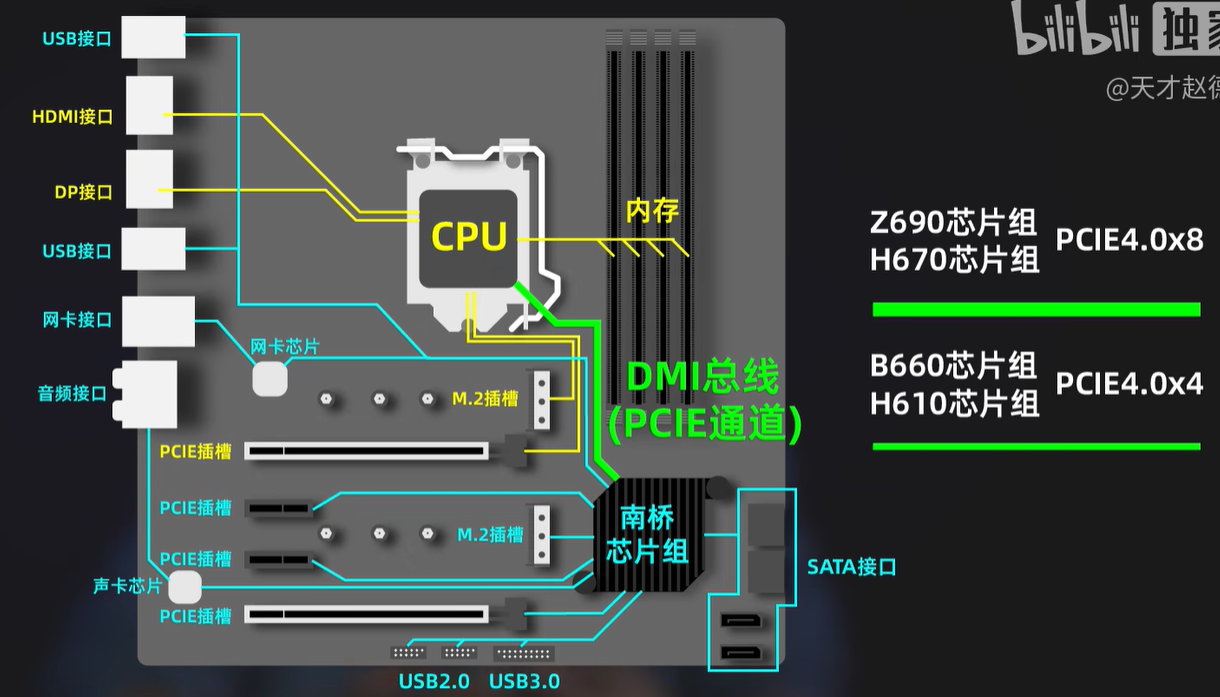 bilibili 独家
@天才赵德
USB接口
HDMI接口
DP接口
USB接口
网卡接口
音频接口
网卡芯片
CPU
内存
M.2插槽
DMI总线
(PCIE通道)
PCIE插槽
PCIE插槽
M.2插槽
PCIE插槽
声卡芯片
PCIE插槽
南桥
芯片组
SATA接口
USB2.0 USB3.0
Z690芯片组
H670芯片组
PCIE4.0x8
B660芯片组
H610芯片组
PCIE4.0x4